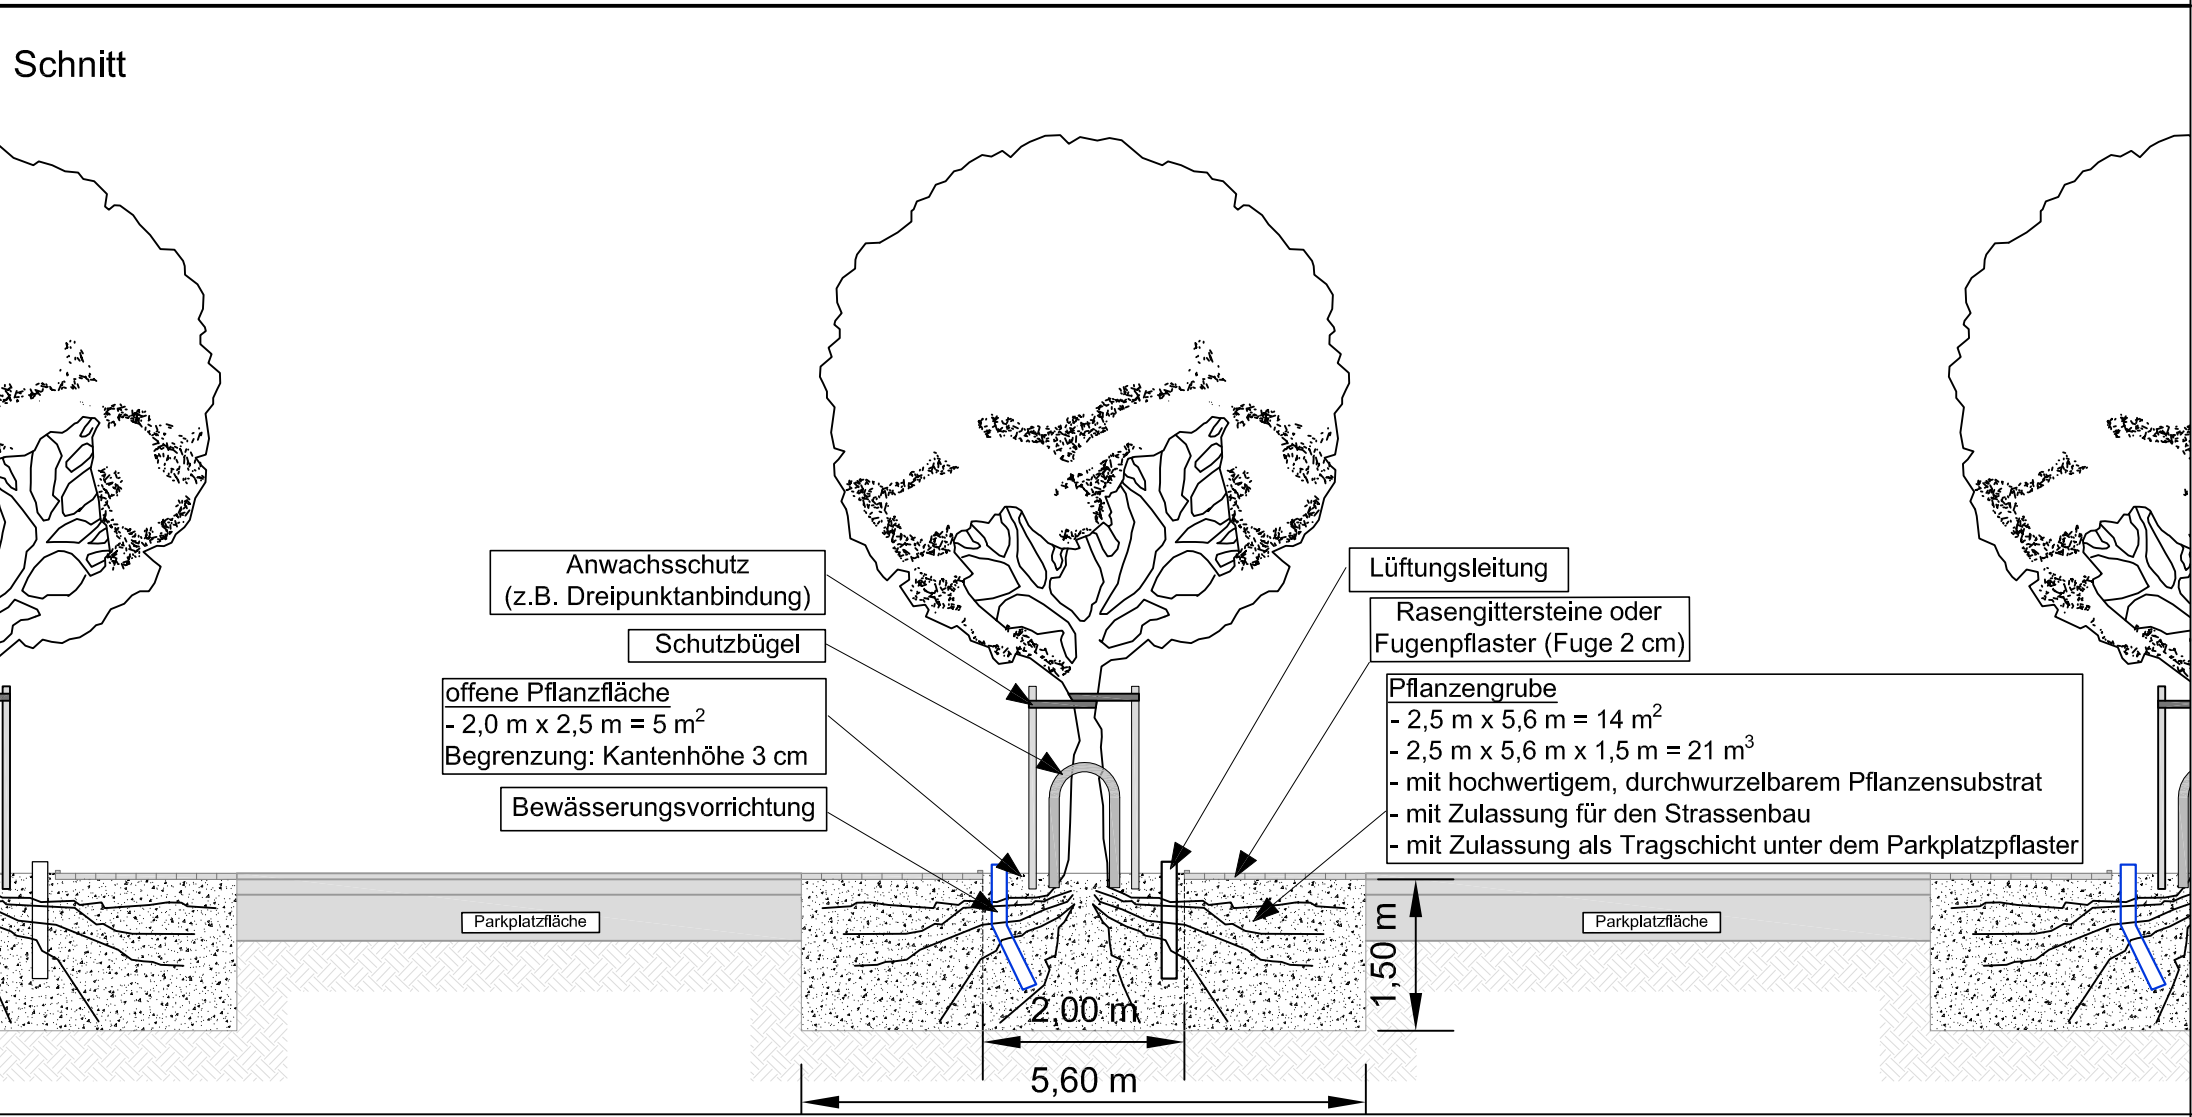 Schnitt
Anwachsschutz
(z.B. Dreipunktanbindung)
Schutzbügel
offene Pflanzfläche
- 2,0 m x 2,5 m = 5 m²
Begrenzung: Kantenhöhe 3 cm
Bewässerungsvorrichtung
Lüftungsleitung
Rasengittersteine oder
Fugenpflaster (Fuge 2 cm)
Pflanzengrube
- 2,5 m x 5,6 m = 14 m²
- 2,5 m x 5,6 m x 1,5 m = 21 m³
- mit hochwertigem, durchwurzelbarem Pflanzensubstrat
- mit Zulassung für den Strassenbau
- mit Zulassung als Tragschicht unter dem Parkplatzpflaster
Parkplatzfläche
Parkplatzfläche
1,50 m
2,00 m
5,60 m